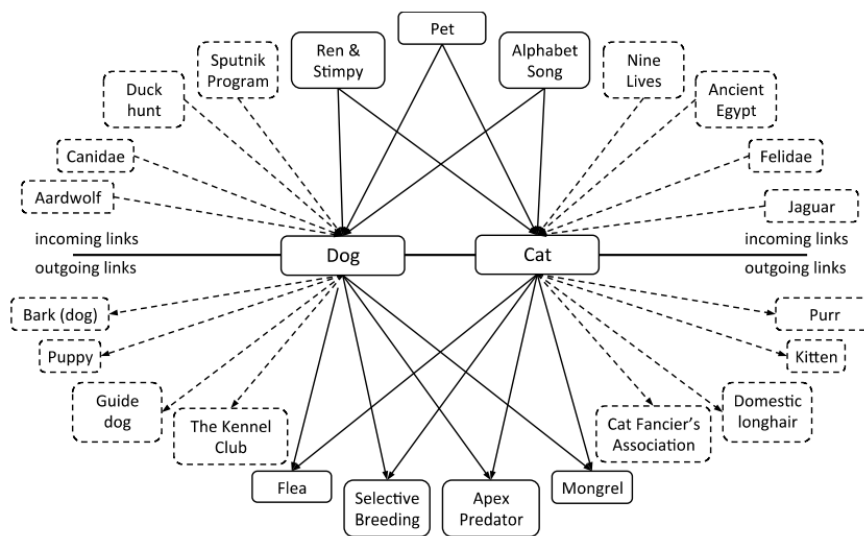 Pet
Ren &
Stimpy
Alphabet
Song
Sputnik
Program
Nine
Lives
Duck
hunt
Ancient
Egypt
Canidae
Felidae
Aardwolf
Jaguar
incoming links
incoming links
Dog
Cat
outgoing links
outgoing links
Bark (dog)
Purr
Puppy
Kitten
Guide
dog
The Kennel
Club
Cat Fancier's
Association
Domestic
longhair
Flea
Selective
Breeding
Apex
Predator
Mongrel